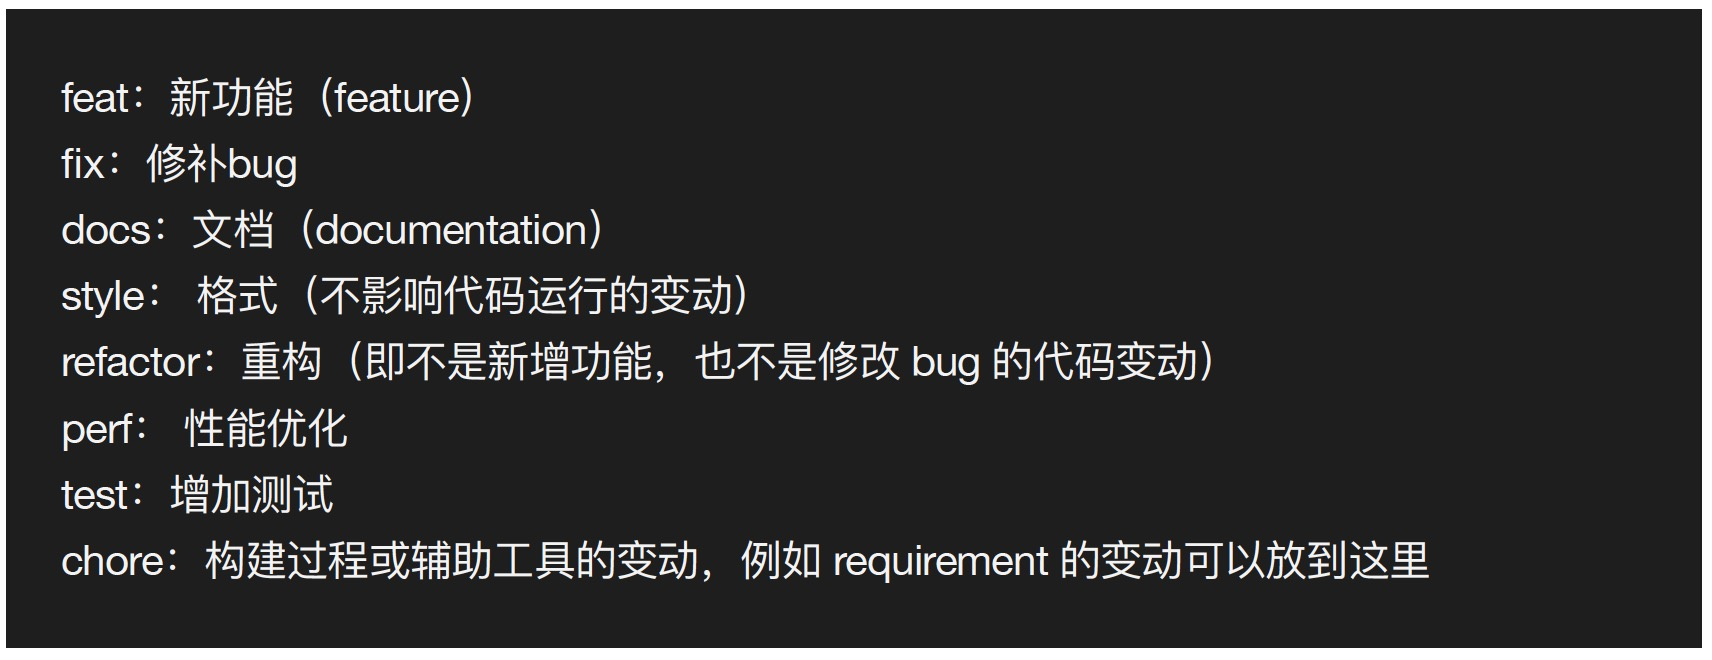 feat：新功能（feature）
fix：修补bug
docs：文档（documentation）
style： 格式（不影响代码运行的变动）
refactor：重构（即不是新增功能，也不是修改 bug 的代码变动）
perf： 性能优化
test：增加测试
chore：构建过程或辅助工具的变动，例如 requirement 的变动可以放到这里